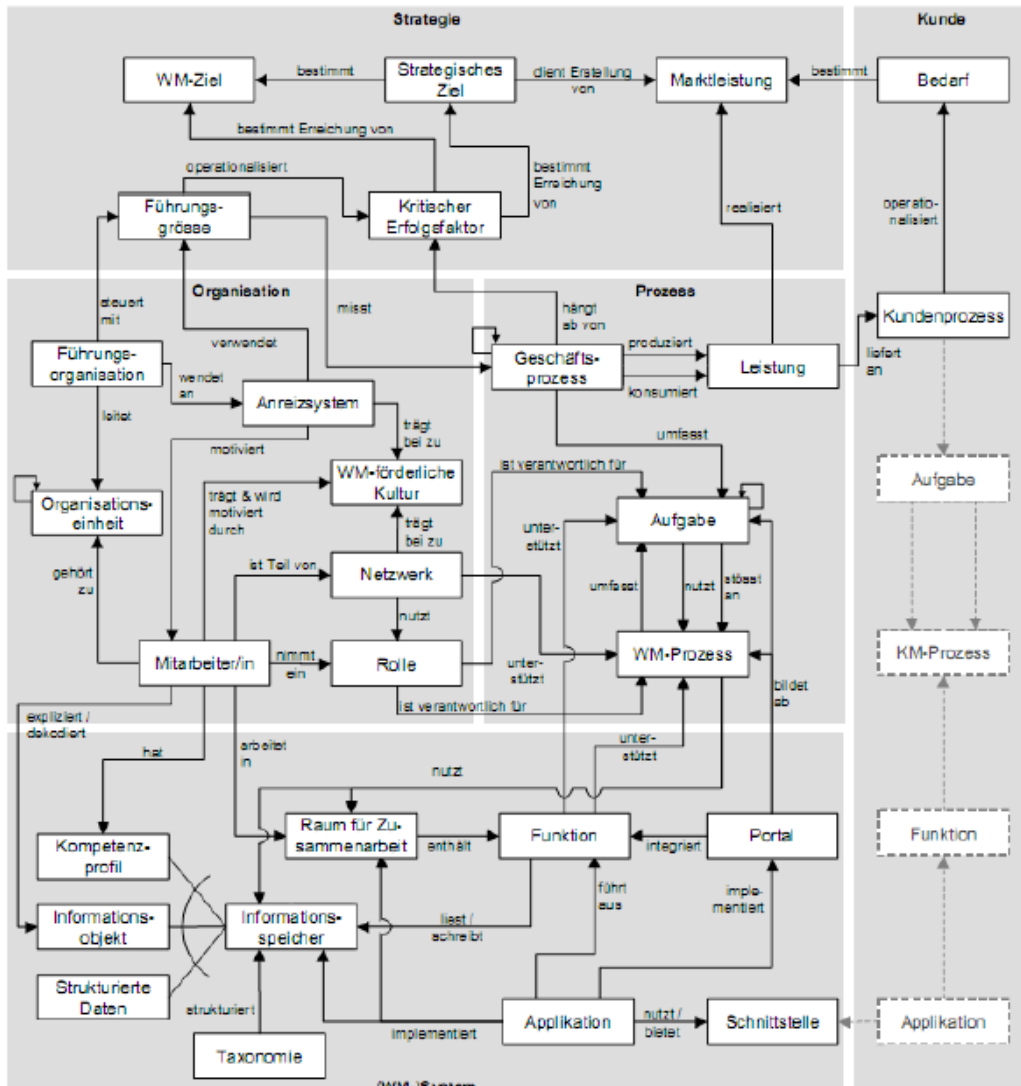 Strategie
Kunde
WM-Ziel
bestimmt
Strategisches
Ziel
dient Erstellung
von
Marktleistung
bestimmt
Bedarf
bestimmt Erreichung von
operationalisiert
bestimmt
Erreichung
von
Führungs-
grösse
Kritischer
Erfolgsfaktor
realisiert
operatio-
nalisiert
Organisation
Prozess
steuert
mit
misst
hängt
ab von
verwendet
Kundenprozess
Führungs-
organisation
Geschäfts-
prozess
produziert
konsumiert
Leistung
liefert
an
wendet
an
Anreizsystem
leitet
trägt
bei zu
umfasst
motiviert
ist verantwortlich für
WM-förderliche
Kultur
Aufgabe
Organisations-
einheit
trägt & wird
motiviert
durch
Aufgabe
unter-
stützt
trägt
bei zu
gehört
zu
ist Teil von
Netzwerk
umfasst
nutzt
stösst
an
nutzt
Mitarbeiter/in
nimmt
ein
Rolle
unter-
stützt
WM-Prozess
KM-Prozess
bildet
ab
ist verantwortlich für
expliziert /
dekodiert
hat
arbeitet
in
nutzt
unter-
stützt
Raum für Zu-
sammenarbeit
enthält
Funktion
integriert
Portal
Funktion
Kompetenz-
profil
führt
aus
imple-
mentiert
Informations-
objekt
Informations-
speicher
liest /
schreibt
Strukturierte
Daten
strukturiert
implementiert
Applikation
nutzt /
bietet
Schnittstelle
Applikation
Taxonomie
(WM-)System